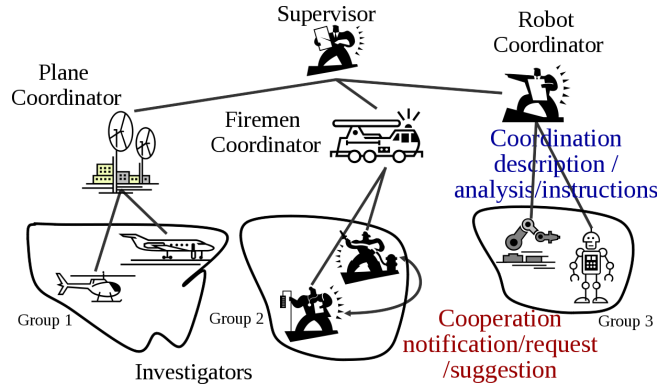 Supervisor
Robot
Coordinator
Plane
Coordinator
Firemen
Coordinator
Coordination
description /
analysis/instructions
Group 1
Group 2
Group 3
Cooperation
notification/request
/suggestion
Investigators